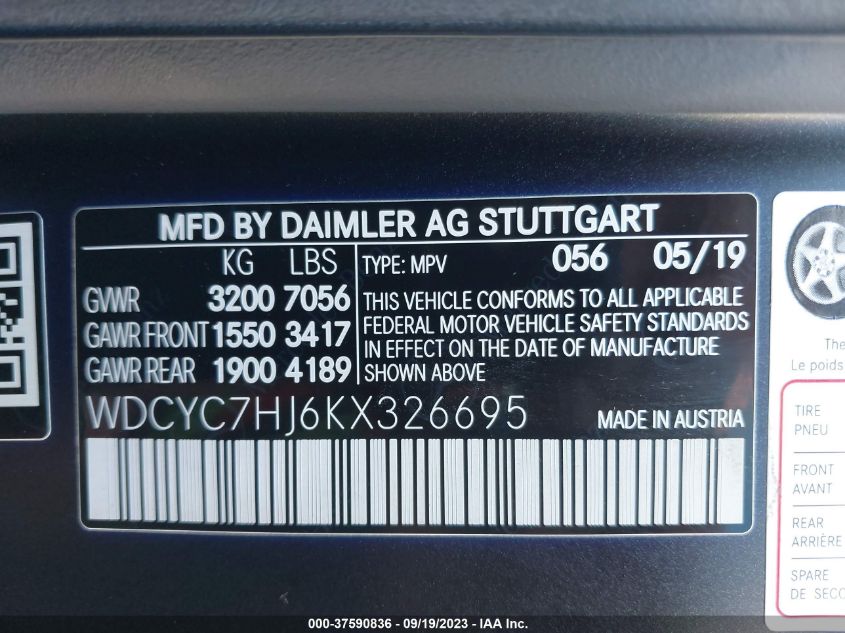 MFD BY DAIMLER AG STUTTGART
KG LBS
GVWR 3200 7056
GAWR FRONT 1550 3417
GAWR REAR 1900 4189
TYPE: MPV 056 05/19
THIS VEHICLE CONFORMS TO ALL APPLICABLE
FEDERAL MOTOR VEHICLE SAFETY STANDARDS
IN EFFECT ON THE DATE OF MANUFACTURE
SHOWN ABOVE
WDCYC7HJ6KX326695 MADE IN AUSTRIA
The
Le poids
TIRE
PNEU
FRONT
AVANT
REAR
ARRIÈRE
SPARE
DE SECO
000-37590836 - 09/19/2023 - IAA Inc.